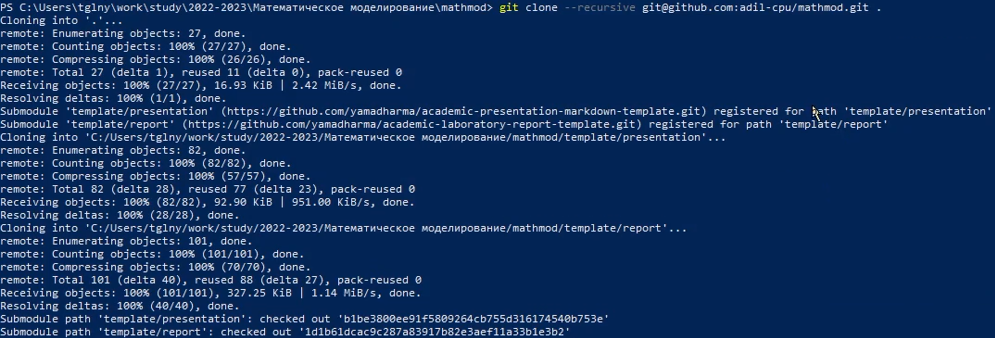 PS C:\Users\tglny\work\study\2022-2023\Математическое моделирование\mathmod> git clone --recursive git@github.com:adil-cpu/mathmod.git .
Cloning into '.'...
remote: Enumerating objects: 27, done.
remote: Counting objects: 100% (27/27), done.
remote: Compressing objects: 100% (26/26), done.
remote: Total 27 (delta 1), reused 11 (delta 0), pack-reused 0
Receiving objects: 100% (27/27), 16.93 KiB | 2.42 MiB/s, done.
Resolving deltas: 100% (1/1), done.
Submodule 'template/presentation' (https://github.com/yamadharma/academic-presentation-markdown-template.git) registered for path 'template/presentation'
Submodule 'template/report' (https://github.com/yamadharma/academic-laboratory-report-template.git) registered for path 'template/report'
Cloning into 'C:/Users/tglny/work/study/2022-2023/Математическое моделирование/mathmod/template/presentation'...
remote: Enumerating objects: 82, done.
remote: Counting objects: 100% (82/82), done.
remote: Compressing objects: 100% (57/57), done.
remote: Total 82 (delta 28), reused 77 (delta 23), pack-reused 0
Receiving objects: 100% (82/82), 92.90 KiB | 951.00 KiB/s, done.
Resolving deltas: 100% (28/28), done.
Cloning into 'C:/Users/tglny/work/study/2022-2023/Математическое моделирование/mathmod/template/report'...
remote: Enumerating objects: 101, done.
remote: Counting objects: 100% (101/101), done.
remote: Compressing objects: 100% (70/70), done.
remote: Total 101 (delta 40), reused 88 (delta 27), pack-reused 0
Receiving objects: 100% (101/101), 327.25 KiB | 1.14 MiB/s, done.
Resolving deltas: 100% (40/40), done.
Submodule path 'template/presentation': checked out 'b1be3800ee91f5809264cb755d316174540b753e'
Submodule path 'template/report': checked out '1d1b61dcac9c287a83917b82e3aef11a33b1e3b2'